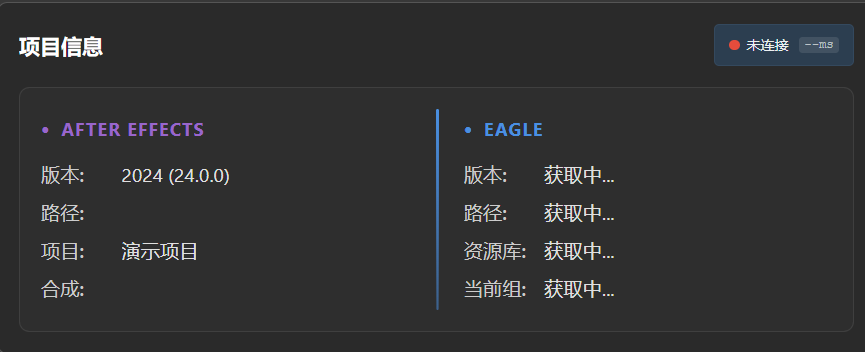 项目信息
未连接 --ms
• AFTER EFFECTS
版本: 2024 (24.0.0)
路径:
项目: 演示项目
合成:
• EAGLE
版本: 获取中...
路径: 获取中...
资源库: 获取中...
当前组: 获取中...